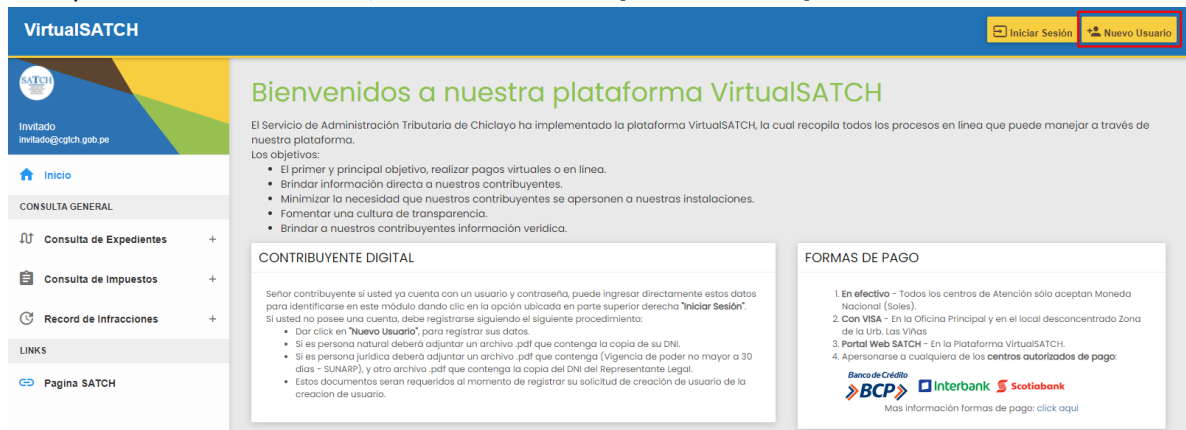 VirtualSATCH
Iniciar Sesión
Nuevo Usuario
SATCH
Invitado
invitado@cgtch.gob.pe
Inicio
CONSULTA GENERAL
Consulta de Expedientes +
Consulta de Impuestos +
Record de Infracciones +
LINKS
Pagina SATCH
Bienvenidos a nuestra plataforma VirtualSATCH
El Servicio de Administración Tributaria de Chiclayo ha implementado la plataforma VirtualSATCH, la cual recopila todos los procesos en línea que puede manejar a través de
nuestra plataforma.
Los objetivos:
• El primer y principal objetivo, realizar pagos virtuales o en línea.
• Brindar información directa a nuestros contribuyentes.
• Minimizar la necesidad que nuestros contribuyentes se apersonen a nuestras instalaciones.
• Fomentar una cultura de transparencia.
• Brindar a nuestros contribuyentes información verídica.
CONTRIBUYENTE DIGITAL
Señor contribuyente si usted ya cuenta con un usuario y contraseña, puede ingresar directamente estos datos
para identificarse en este módulo dando clic en la opción ubicada en parte superior derecha "Iniciar Sesión".
Si usted no posee una cuenta, debe registrarse siguiendo el siguiente procedimiento:
• Dar click en "Nuevo Usuario", para registrar sus datos.
• Si es persona natural deberá adjuntar un archivo .pdf que contenga la copia de su DNI.
• Si es persona jurídica deberá adjuntar un archivo .pdf que contenga (Vigencia de poder no mayor a 30
días - SUNARP), y otro archivo .pdf que contenga la copia del DNI del Representante Legal.
• Estos documentos seran requeridos al momento de registrar su solicitud de creación de usuario de la
creacion de usuario.
FORMAS DE PAGO
1. En efectivo - Todos los centros de Atención sólo aceptan Moneda
Nacional (Soles).
2. Con VISA - En la Oficina Principal y en el local desconcentrado Zona
de la Urb. Las Viñas
3. Portal Web SATCH - En la Plataforma VirtualSATCH.
4. Apersonarse a cualquiera de los centros autorizados de pago:
Banco de Crédito
BCP
Interbank
Scotiabank
Mas información formas de pago: click aqui